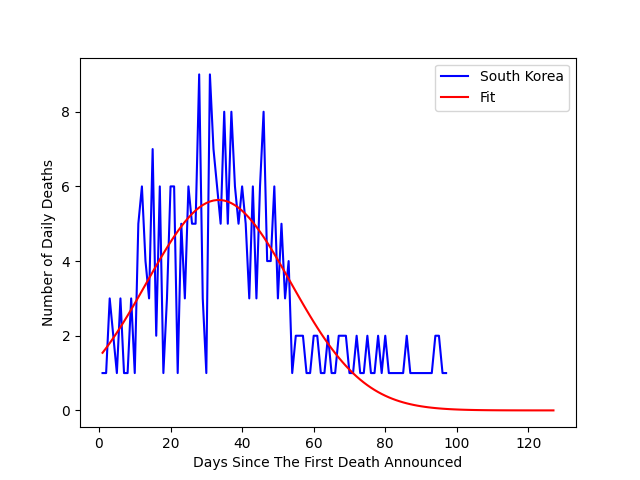 South Korea
Fit
Number of Daily Deaths
8
6
4
2
0
0 20 40 60 80 100 120
Days Since The First Death Announced